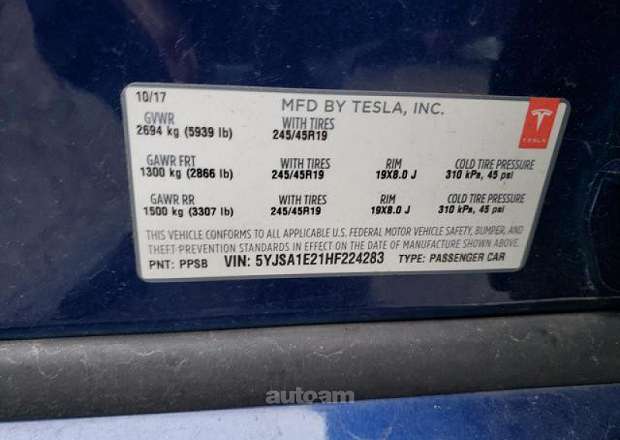 10/17 MFD BY TESLA, INC.
TESLA
GVWR WITH TIRES
2694 kg (5939 lb) 245/45R19
GAWR FRT WITH TIRES RIM COLD TIRE PRESSURE
1300 kg (2866 lb) 245/45R19 19X8.0 J 310 kPa, 45 psi
GAWR RR WITH TIRES RIM COLD TIRE PRESSURE
1500 kg (3307 lb) 245/45R19 19X8.0 J 310 kPa, 45 psi
THIS VEHICLE CONFORMS TO ALL APPLICABLE U.S. FEDERAL MOTOR VEHICLE SAFETY, BUMPER, AND
THEFT-PREVENTION STANDARDS IN EFFECT ON THE DATE OF MANUFACTURE SHOWN ABOVE.
PNT: PPSB VIN: 5YJSA1E21HF224283 TYPE: PASSENGER CAR
auto.am